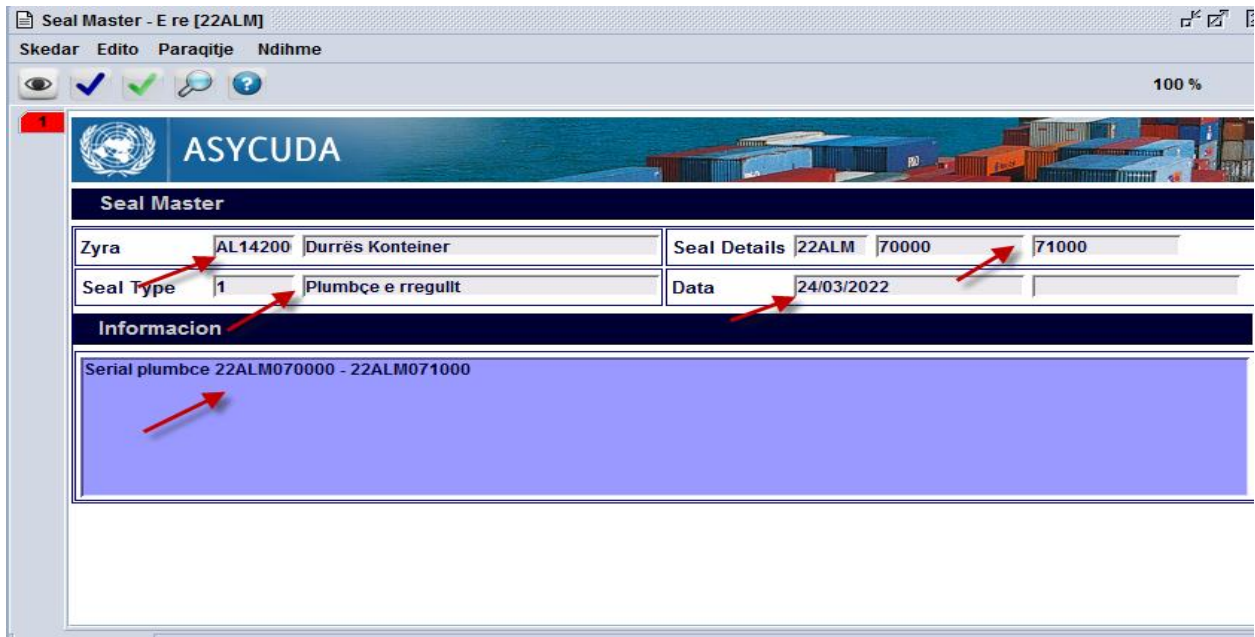 Seal Master - E re [22ALM]
Skedar Edito Paraqitje Ndihme
100 %
1
ASYCUDA
Seal Master
Zyra AL14200 Durrës Konteiner Seal Details 22ALM 70000 71000
Seal Type 1 Plumbçe e rregullt Data 24/03/2022
Informacion
Serial plumbce 22ALM070000 - 22ALM071000